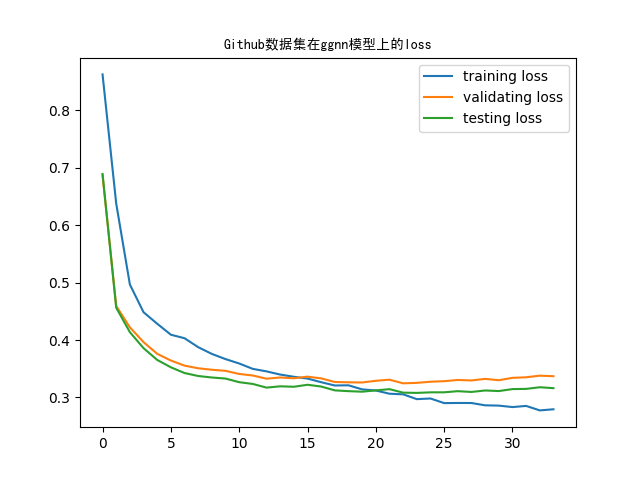 Github数据集在ggnn模型上的loss
training loss
validating loss
testing loss
0.8
0.7
0.6
0.5
0.4
0.3
0 5 10 15 20 25 30